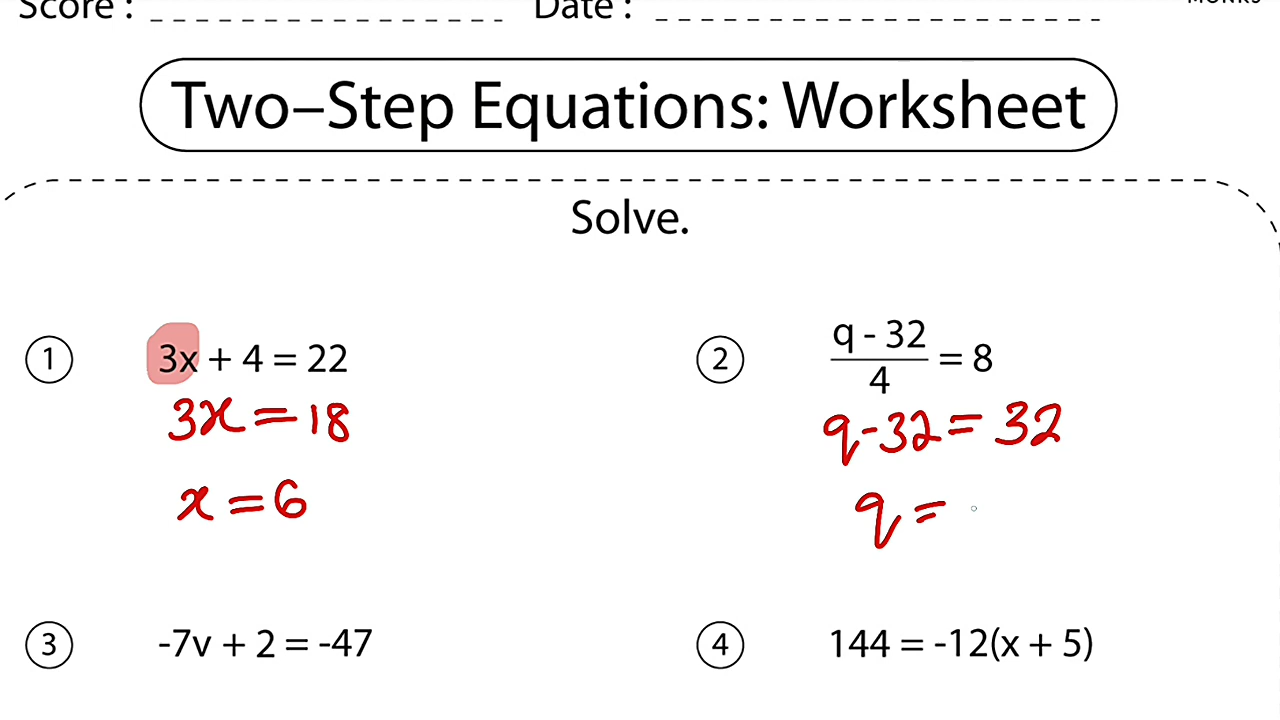 Score : Date :
Two–Step Equations: Worksheet
Solve.
1 3x + 4 = 22
3x = 18
x = 6
2 q - 32 / 4 = 8
q - 32 = 32
q =
3 -7v + 2 = -47
4 144 = -12(x + 5)